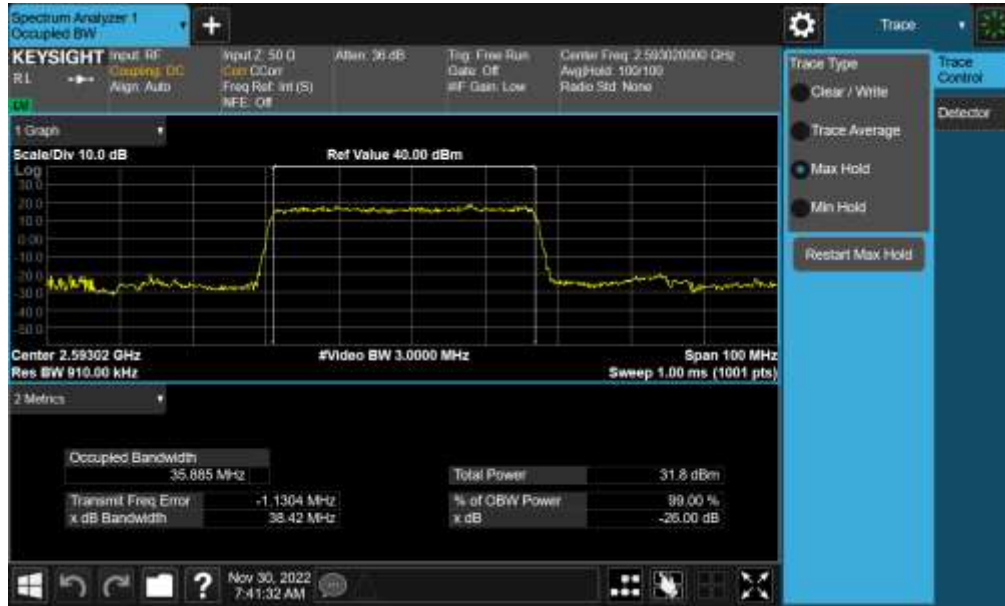 Spectrum Analyzer 1
Occupied BW
+
Trace
KEYSIGHT
R L
Input: RF
Coupling: DC
Align: Auto
Input Z: 50 Ω
Corr CCorr
Freq Ref: Int (S)
NFE: Off
Atten: 36 dB
Trig: Free Run
Gate: Off
#IF Gain: Low
Center Freq: 2.593020000 GHz
Avg|Hold: 100/100
Radio Std: None
1 Graph
Scale/Div 10.0 dB
Ref Value 40.00 dBm
Log
30.0
20.0
10.0
0.00
-10.0
-20.0
-30.0
-40.0
-50.0
Center 2.59302 GHz
#Video BW 3.0000 MHz
Span 100 MHz
Res BW 910.00 kHz
Sweep 1.00 ms (1001 pts)
2 Metrics
Occupied Bandwidth
35.885 MHz
Total Power 31.8 dBm
Transmit Freq Error -1.1304 MHz
% of OBW Power 99.00 %
x dB Bandwidth 38.42 MHz
x dB -26.00 dB
?
Nov 30, 2022
7:41:32 AM
Trace Type
Clear / Write
Trace Average
Max Hold
Min Hold
Restart Max Hold
Trace
Control
Detector